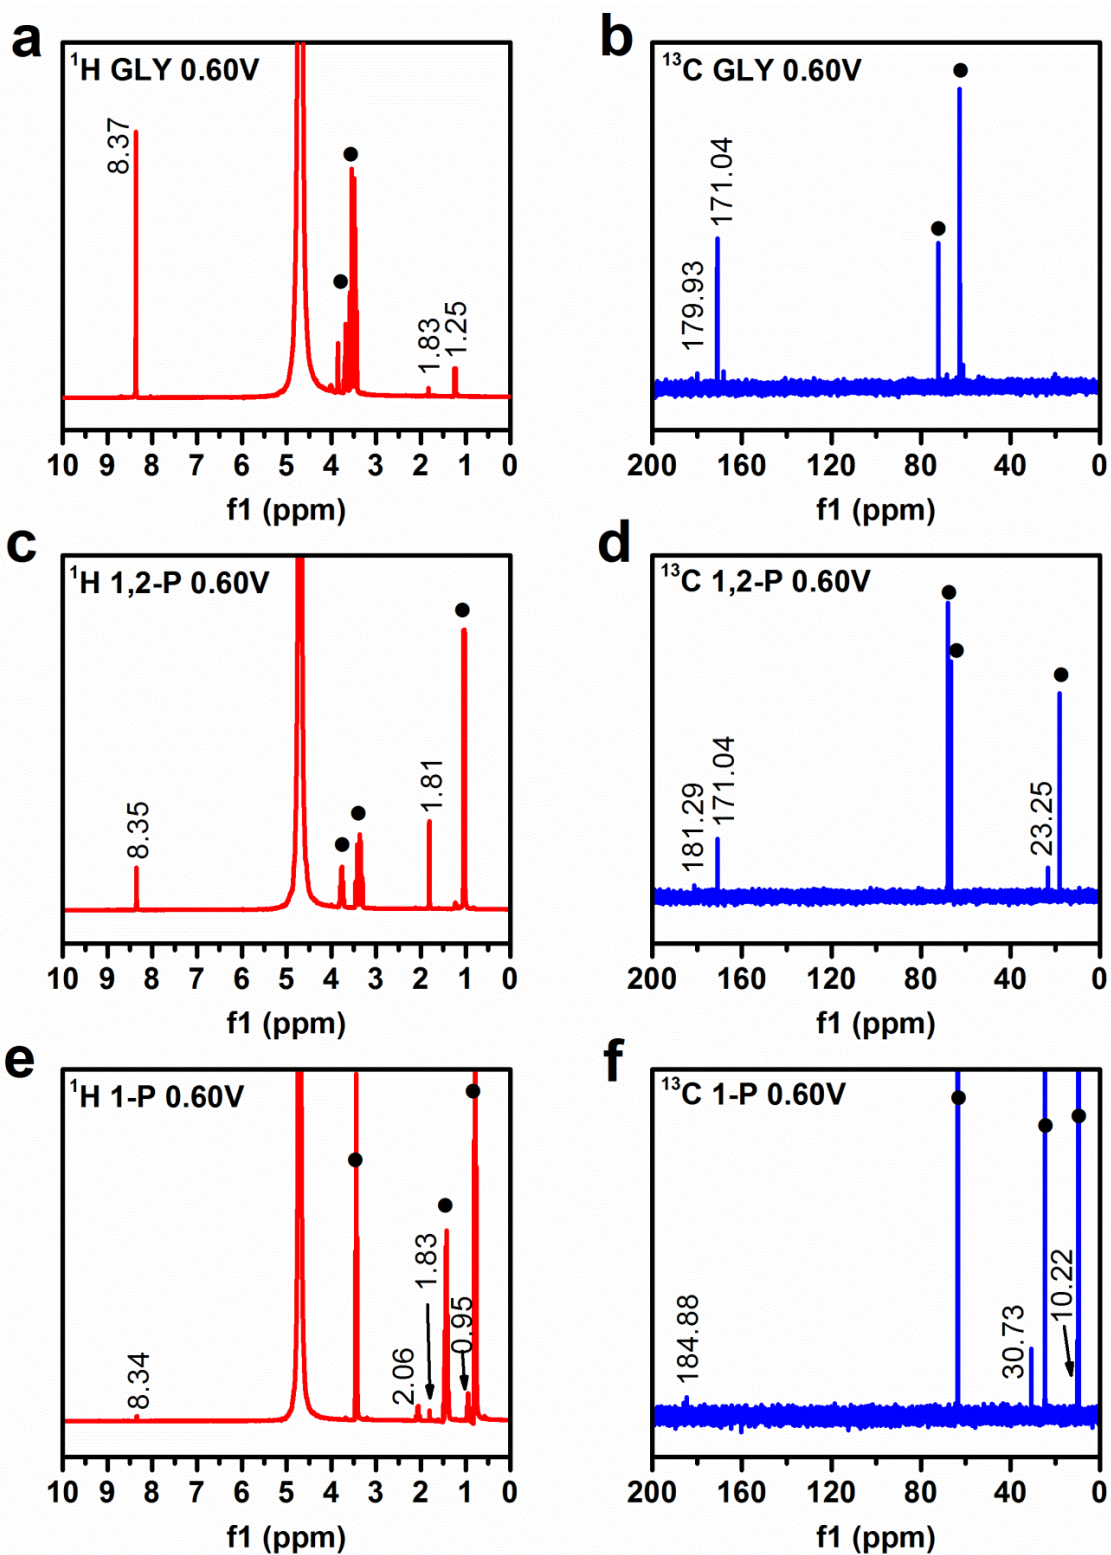 a
¹H GLY 0.60V
8.37
1.83
1.25
10 9 8 7 6 5 4 3 2 1 0
f1 (ppm)
b
¹³C GLY 0.60V
179.93
171.04
200 160 120 80 40 0
f1 (ppm)
c
¹H 1,2-P 0.60V
8.35
1.81
10 9 8 7 6 5 4 3 2 1 0
f1 (ppm)
d
¹³C 1,2-P 0.60V
181.29
171.04
23.25
200 160 120 80 40 0
f1 (ppm)
e
¹H 1-P 0.60V
8.34
2.06
1.83
0.95
10 9 8 7 6 5 4 3 2 1 0
f1 (ppm)
f
¹³C 1-P 0.60V
184.88
30.73
10.22
200 160 120 80 40 0
f1 (ppm)